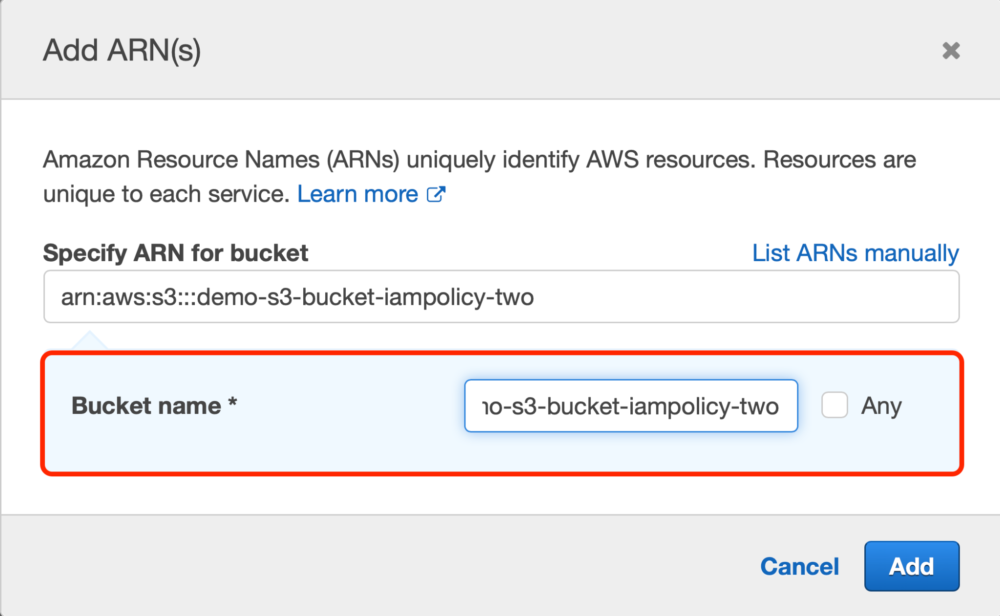 Add ARN(s)
Amazon Resource Names (ARNs) uniquely identify AWS resources. Resources are
unique to each service. Learn more
Specify ARN for bucket
List ARNs manually
arn:aws:s3:::demo-s3-bucket-iampolicy-two
Bucket name *
o-s3-bucket-iampolicy-two
Any
Cancel
Add